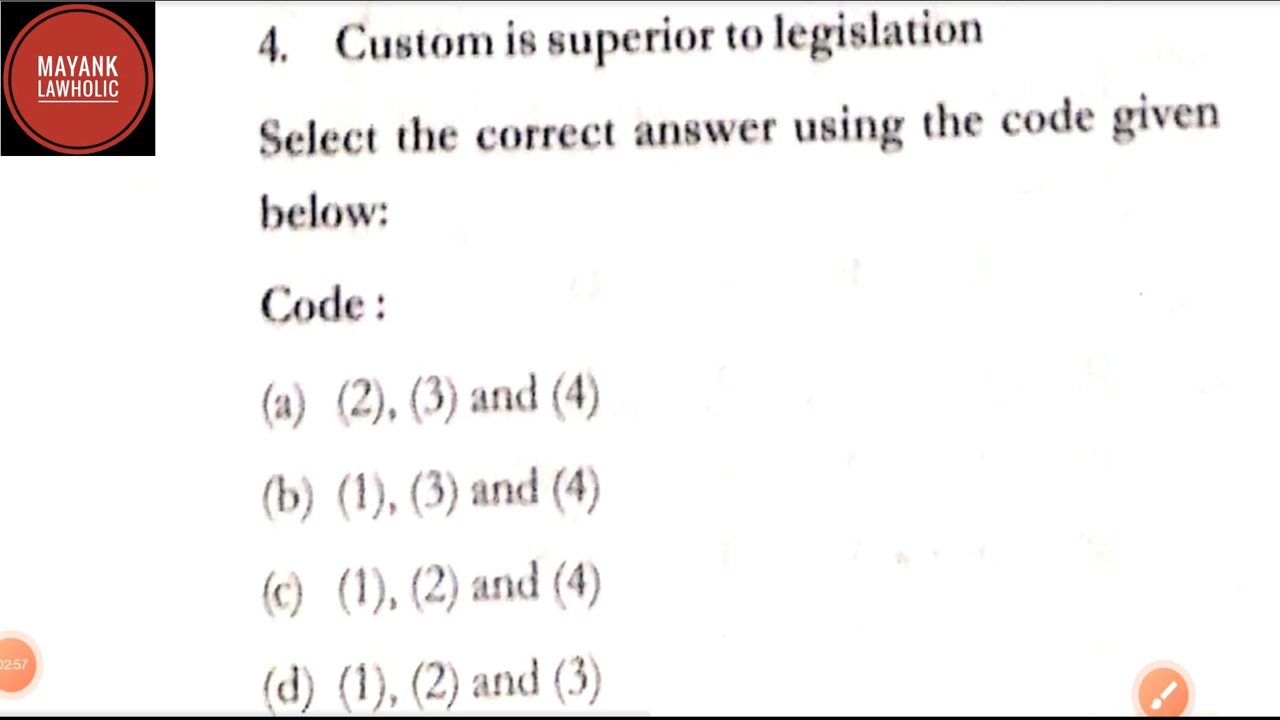 MAYANK
LAWHOLIC
4. Custom is superior to legislation
Select the correct answer using the code given
below:
Code :
(a) (2), (3) and (4)
(b) (1), (3) and (4)
(c) (1), (2) and (4)
02:57
(d) (1), (2) and (3)